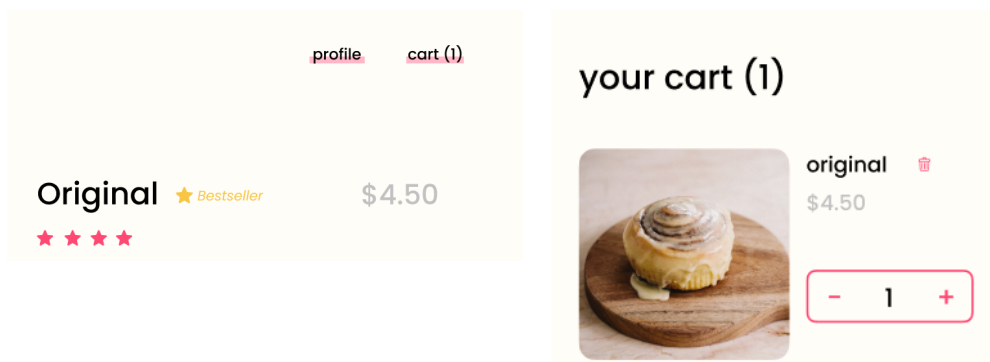 profile cart (1)
Original Bestseller $4.50
your cart (1)
original
$4.50
- 1 +